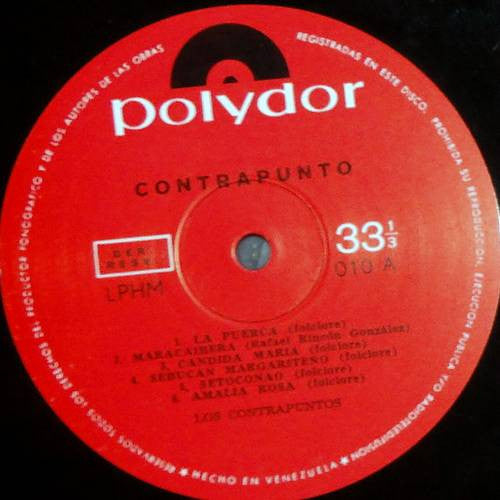 polydor
CONTRAPUNTO
DER. RESV.
LPHM
33 1/3
010 A
1. LA PUERCA (folclore)
2. MARACAIBERA (Rafael Rincón González)
3. CANDIDA MARIA (folclore)
4. SEBUCAN MARGARITEÑO (folclore)
5. SETOCONAO (folclore)
6. AMALIA ROSA (folclore)
LOS CONTRAPUNTOS
RESERVADOS TODOS LOS DERECHOS DEL PRODUCTOR FONOGRAFICO Y DE LOS AUTORES DE LAS OBRAS REGISTRADAS EN ESTE DISCO. PROHIBIDA SU REPRODUCCION, EJECUCION PUBLICA Y/O RADIOTELEDIFUSION
★ HECHO EN VENEZUELA ★